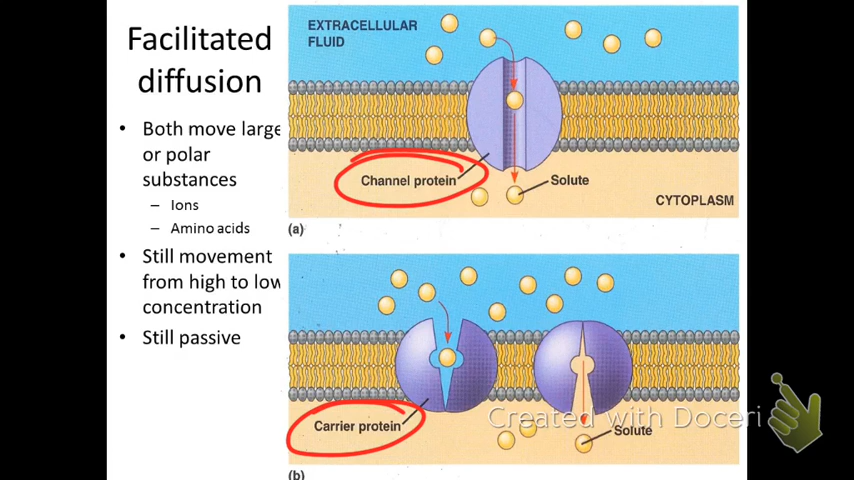 Facilitated
diffusion
• Both move large
or polar
substances
– Ions
– Amino acids
• Still movement
from high to low
concentration
• Still passive
EXTRACELLULAR
FLUID
Channel protein
Solute
CYTOPLASM
(a)
Carrier protein
Solute
(b)
Created with Doceri